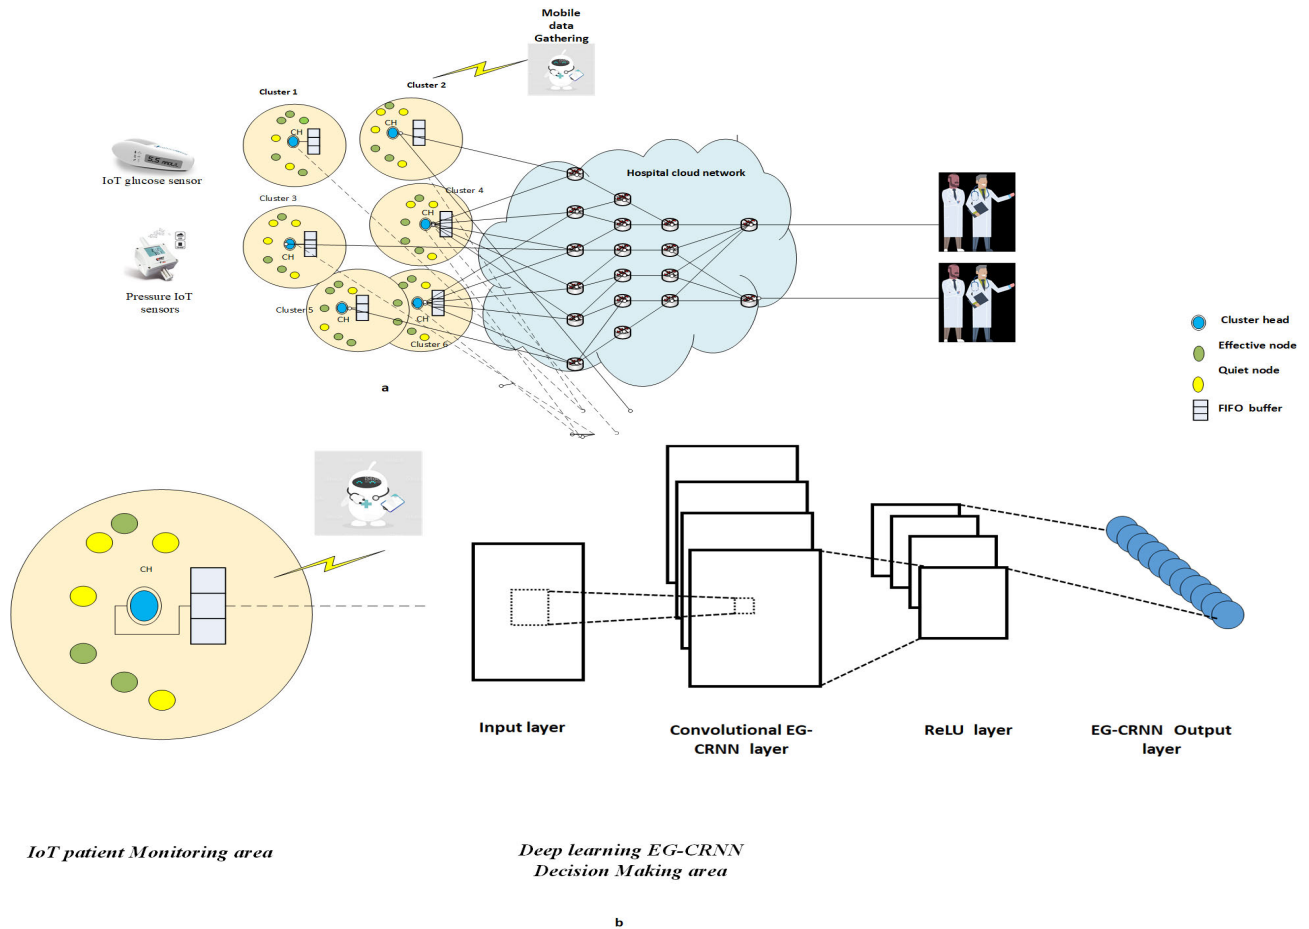 Mobile
data
Gathering
Cluster 1
Cluster 2
CH
CH
IoT glucose sensor
Hospital cloud network
Cluster 3
Cluster 4
CH
CH
Pressure IoT
sensors
Cluster 5
CH
CH
Cluster 6
Cluster head
Effective node
Quiet node
FIFO buffer
a
CH
Input layer
Convolutional EG-
CRNN layer
ReLU layer
EG-CRNN Output
layer
IoT patient Monitoring area
Deep learning EG-CRNN
Decision Making area
b